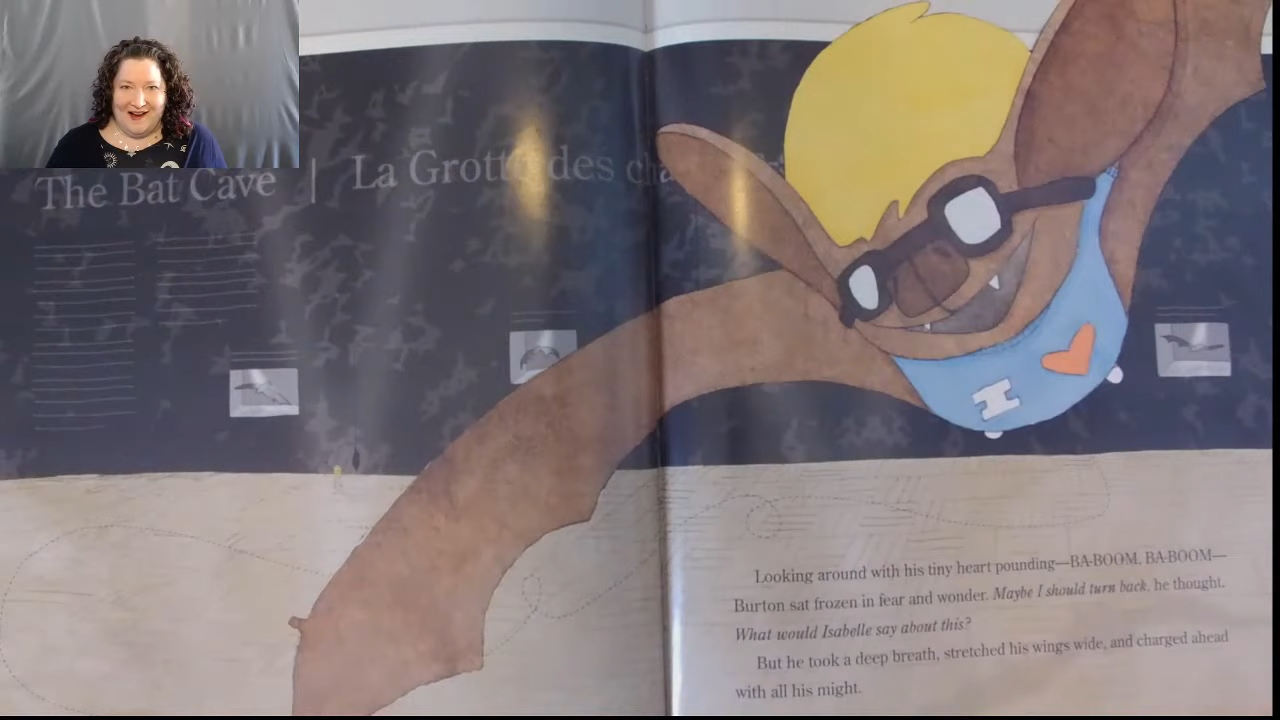 The Bat Cave | La Grotte des cha
Looking around with his tiny heart pounding—BA-BOOM, BA-BOOM—
Burton sat frozen in fear and wonder. Maybe I should turn back, he thought.
What would Isabelle say about this?
But he took a deep breath, stretched his wings wide, and charged ahead
with all his might.
H